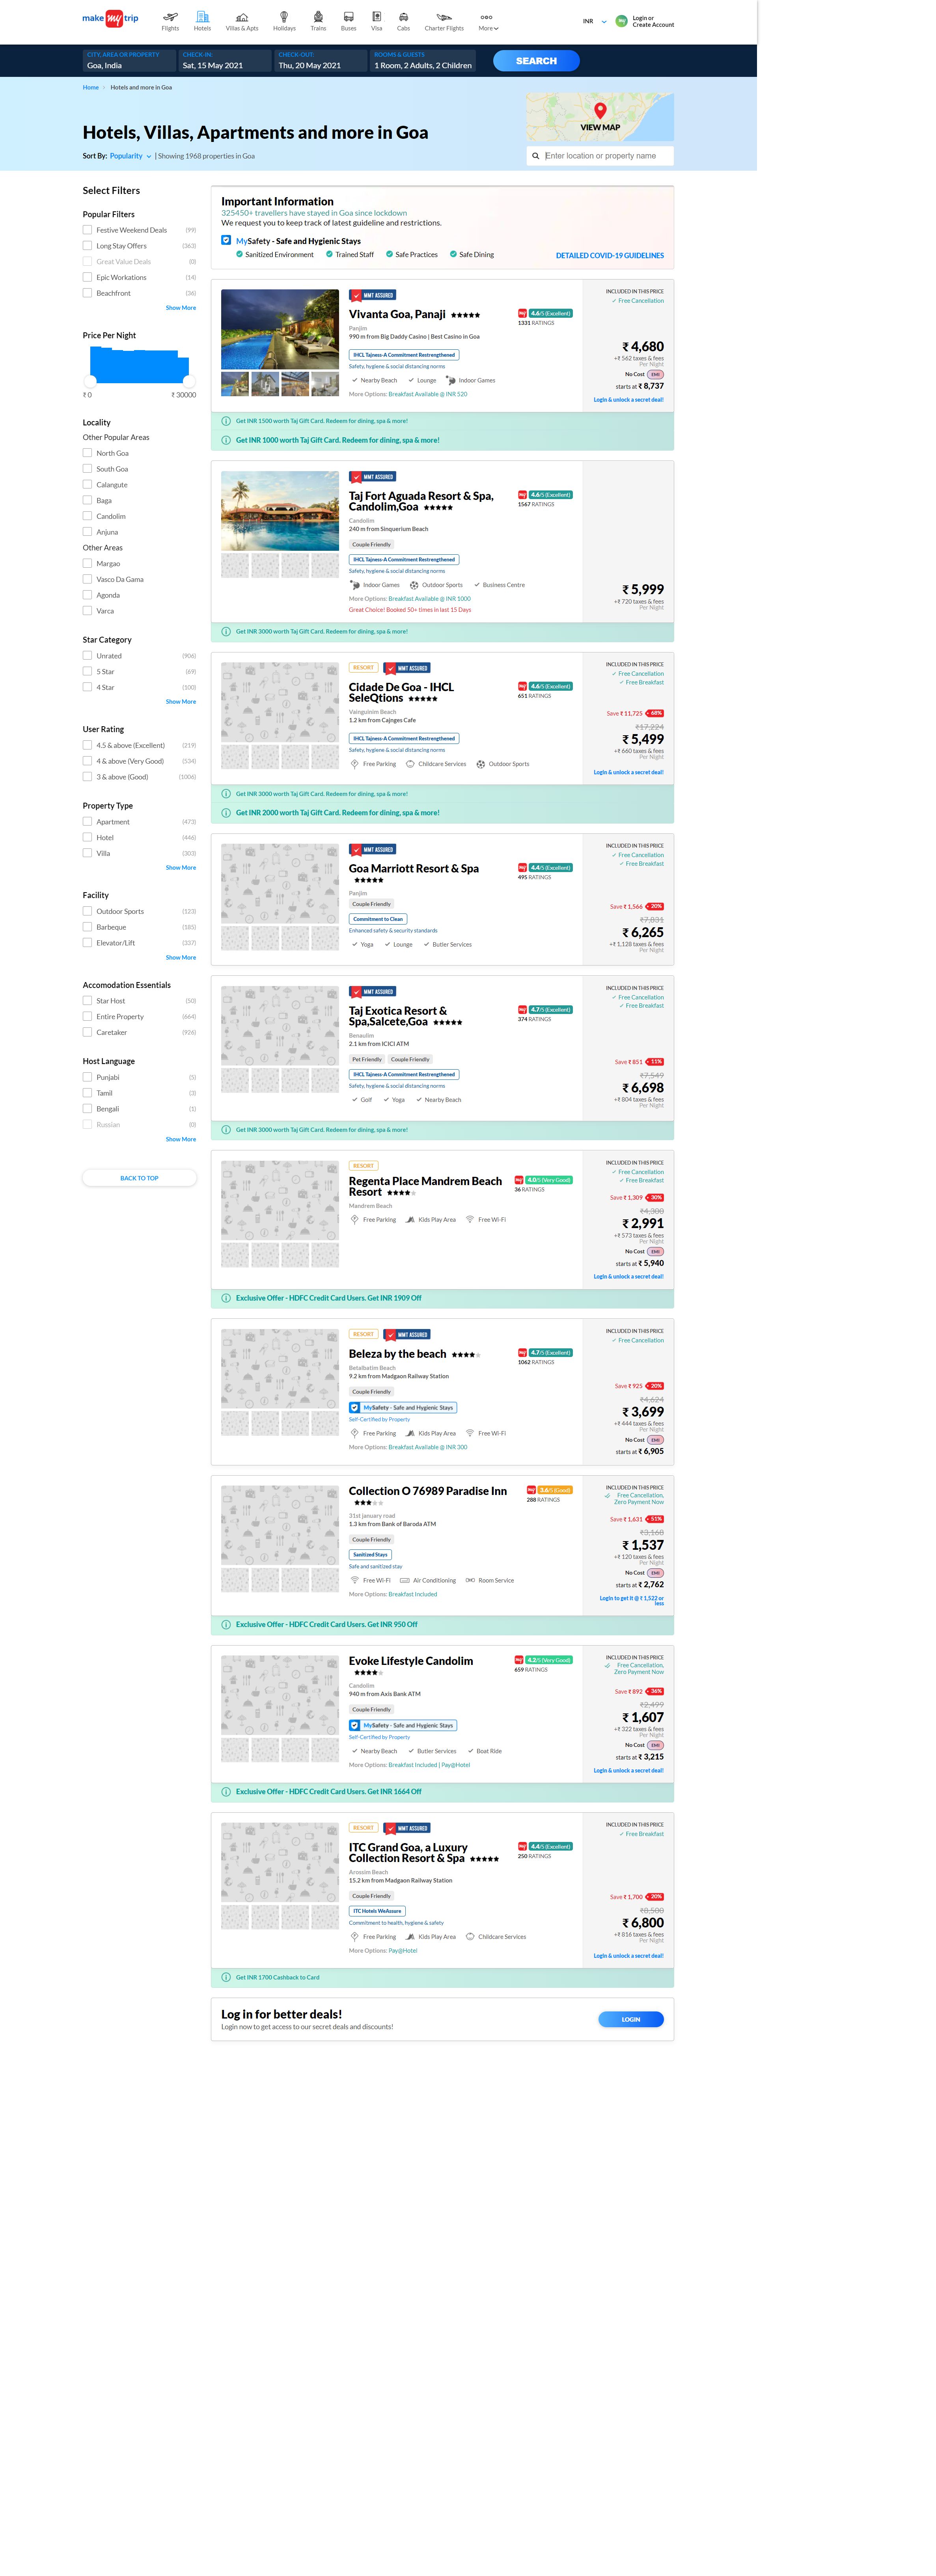 make my trip
Flights
Hotels
Villas & Apts
Holidays
Trains
Buses
Visa
Cabs
Charter Flights
More
INR
My
Login or
Create Account
CITY, AREA OR PROPERTY
Goa, India
CHECK-IN
Sat, 15 May 2021
CHECK-OUT
Thu, 20 May 2021
ROOMS & GUESTS
1 Room, 2 Adults, 2 Children
SEARCH
Home > Hotels and more in Goa
Hotels, Villas, Apartments and more in Goa
VIEW MAP
Sort By: Popularity | Showing 1968 properties in Goa
Enter location or property name
Select Filters
Popular Filters
Festive Weekend Deals (99)
Long Stay Offers (363)
Great Value Deals (0)
Epic Workations (14)
Beachfront (36)
Show More
Price Per Night
₹ 0 ₹ 30000
Locality
Other Popular Areas
North Goa
South Goa
Calangute
Baga
Candolim
Anjuna
Other Areas
Margao
Vasco Da Gama
Agonda
Varca
Star Category
Unrated (906)
5 Star (69)
4 Star (100)
Show More
User Rating
4.5 & above (Excellent) (219)
4 & above (Very Good) (534)
3 & above (Good) (1006)
Property Type
Apartment (473)
Hotel (446)
Villa (303)
Show More
Facility
Outdoor Sports (123)
Barbeque (185)
Elevator/Lift (337)
Show More
Accomodation Essentials
Star Host (50)
Entire Property (664)
Caretaker (926)
Host Language
Punjabi (5)
Tamil (3)
Bengali (1)
Russian (0)
Show More
BACK TO TOP
Important Information
325450+ travellers have stayed in Goa since lockdown
We request you to keep track of latest guideline and restrictions.
MySafety - Safe and Hygienic Stays
Sanitized Environment Trained Staff Safe Practices Safe Dining
DETAILED COVID-19 GUIDELINES
MMT ASSURED
Vivanta Goa, Panaji
Panjim
990 m from Big Daddy Casino | Best Casino in Goa
IHCL Tajness-A Commitment Restrengthened
Safety, hygiene & social distancing norms
Nearby Beach Lounge Indoor Games
More Options: Breakfast Available @ INR 520
My 4.6/5 (Excellent)
1331 RATINGS
INCLUDED IN THIS PRICE
Free Cancellation
₹ 4,680
+₹ 562 taxes & fees
Per Night
No Cost EMI
starts at ₹ 8,737
Login & unlock a secret deal!
Get INR 1500 worth Taj Gift Card. Redeem for dining, spa & more!
Get INR 1000 worth Taj Gift Card. Redeem for dining, spa & more!
MMT ASSURED
Taj Fort Aguada Resort & Spa,
Candolim,Goa
Candolim
240 m from Sinquerium Beach
Couple Friendly
IHCL Tajness-A Commitment Restrengthened
Safety, hygiene & social distancing norms
Indoor Games Outdoor Sports Business Centre
More Options: Breakfast Available @ INR 1000
Great Choice! Booked 50+ times in last 15 Days
My 4.6/5 (Excellent)
1567 RATINGS
₹ 5,999
+₹ 720 taxes & fees
Per Night
Get INR 3000 worth Taj Gift Card. Redeem for dining, spa & more!
RESORT MMT ASSURED
Cidade De Goa - IHCL
SeleQtions
Vainguinim Beach
1.2 km from Cajnges Cafe
IHCL Tajness-A Commitment Restrengthened
Safety, hygiene & social distancing norms
Free Parking Childcare Services Outdoor Sports
My 4.6/5 (Excellent)
651 RATINGS
INCLUDED IN THIS PRICE
Free Cancellation
Free Breakfast
Save ₹ 11,725 68%
₹17,224
₹ 5,499
+₹ 660 taxes & fees
Per Night
Login & unlock a secret deal!
Get INR 3000 worth Taj Gift Card. Redeem for dining, spa & more!
Get INR 2000 worth Taj Gift Card. Redeem for dining, spa & more!
MMT ASSURED
Goa Marriott Resort & Spa
Panjim
Couple Friendly
Commitment to Clean
Enhanced safety & security standards
Yoga Lounge Butler Services
My 4.4/5 (Excellent)
495 RATINGS
INCLUDED IN THIS PRICE
Free Cancellation
Free Breakfast
Save ₹ 1,566 20%
₹7,831
₹ 6,265
+₹ 1,128 taxes & fees
Per Night
MMT ASSURED
Taj Exotica Resort &
Spa,Salcete,Goa
Benaulim
2.1 km from ICICI ATM
Pet Friendly Couple Friendly
IHCL Tajness-A Commitment Restrengthened
Safety, hygiene & social distancing norms
Golf Yoga Nearby Beach
My 4.7/5 (Excellent)
374 RATINGS
INCLUDED IN THIS PRICE
Free Cancellation
Free Breakfast
Save ₹ 851 11%
₹7,549
₹ 6,698
+₹ 804 taxes & fees
Per Night
Get INR 3000 worth Taj Gift Card. Redeem for dining, spa & more!
RESORT
Regenta Place Mandrem Beach
Resort
Mandrem Beach
Free Parking Kids Play Area Free Wi-Fi
My 4.0/5 (Very Good)
36 RATINGS
INCLUDED IN THIS PRICE
Free Cancellation
Free Breakfast
Save ₹ 1,309 30%
₹4,300
₹ 2,991
+₹ 573 taxes & fees
Per Night
No Cost EMI
starts at ₹ 5,940
Login & unlock a secret deal!
Exclusive Offer - HDFC Credit Card Users. Get INR 1909 Off
RESORT MMT ASSURED
Beleza by the beach
Betalbatim Beach
9.2 km from Madgaon Railway Station
Couple Friendly
MySafety - Safe and Hygienic Stays
Self-Certified by Property
Free Parking Kids Play Area Free Wi-Fi
More Options: Breakfast Available @ INR 300
My 4.7/5 (Excellent)
1062 RATINGS
INCLUDED IN THIS PRICE
Free Cancellation
Save ₹ 925 20%
₹4,624
₹ 3,699
+₹ 444 taxes & fees
Per Night
No Cost EMI
starts at ₹ 6,905
Collection O 76989 Paradise Inn
31st january road
1.3 km from Bank of Baroda ATM
Couple Friendly
Sanitized Stays
Safe and sanitized stay
Free Wi-Fi Air Conditioning Room Service
More Options: Breakfast Included
My 3.6/5 (Good)
288 RATINGS
INCLUDED IN THIS PRICE
Free Cancellation,
Zero Payment Now
Save ₹ 1,631 51%
₹3,168
₹ 1,537
+₹ 120 taxes & fees
Per Night
No Cost EMI
starts at ₹ 2,762
Login to get it @ ₹ 1,522 or
less
Exclusive Offer - HDFC Credit Card Users. Get INR 950 Off
Evoke Lifestyle Candolim
Candolim
940 m from Axis Bank ATM
Couple Friendly
MySafety - Safe and Hygienic Stays
Self-Certified by Property
Nearby Beach Butler Services Boat Ride
More Options: Breakfast Included | Pay@Hotel
My 4.2/5 (Very Good)
659 RATINGS
INCLUDED IN THIS PRICE
Free Cancellation,
Zero Payment Now
Save ₹ 892 36%
₹2,499
₹ 1,607
+₹ 322 taxes & fees
Per Night
No Cost EMI
starts at ₹ 3,215
Login & unlock a secret deal!
Exclusive Offer - HDFC Credit Card Users. Get INR 1664 Off
RESORT MMT ASSURED
ITC Grand Goa, a Luxury
Collection Resort & Spa
Arossim Beach
15.2 km from Madgaon Railway Station
Couple Friendly
ITC Hotels WeAssure
Commitment to health, hygiene & safety
Free Parking Kids Play Area Childcare Services
More Options: Pay@Hotel
My 4.4/5 (Excellent)
250 RATINGS
INCLUDED IN THIS PRICE
Free Breakfast
Save ₹ 1,700 20%
₹8,500
₹ 6,800
+₹ 816 taxes & fees
Per Night
Login & unlock a secret deal!
Get INR 1700 Cashback to Card
Log in for better deals!
Login now to get access to our secret deals and discounts!
LOGIN